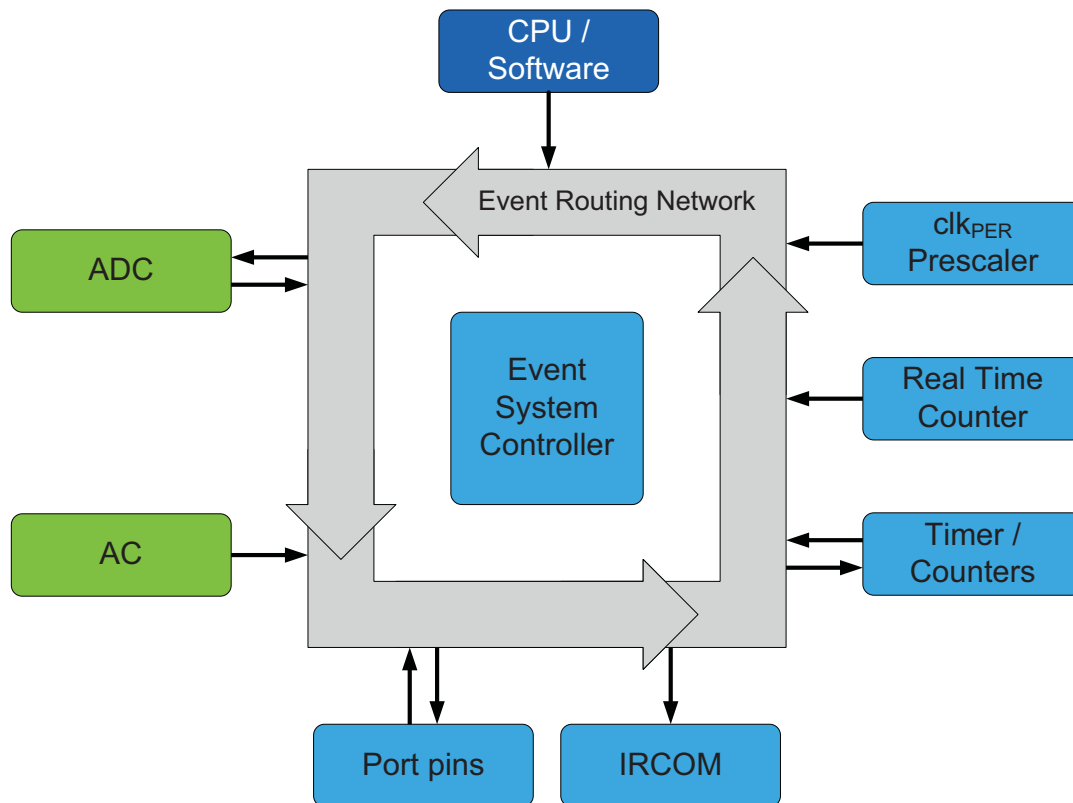 CPU /
Software
Event Routing Network
clkPER
Prescaler
ADC
Event
System
Controller
Real Time
Counter
AC
Timer /
Counters
Port pins
IRCOM